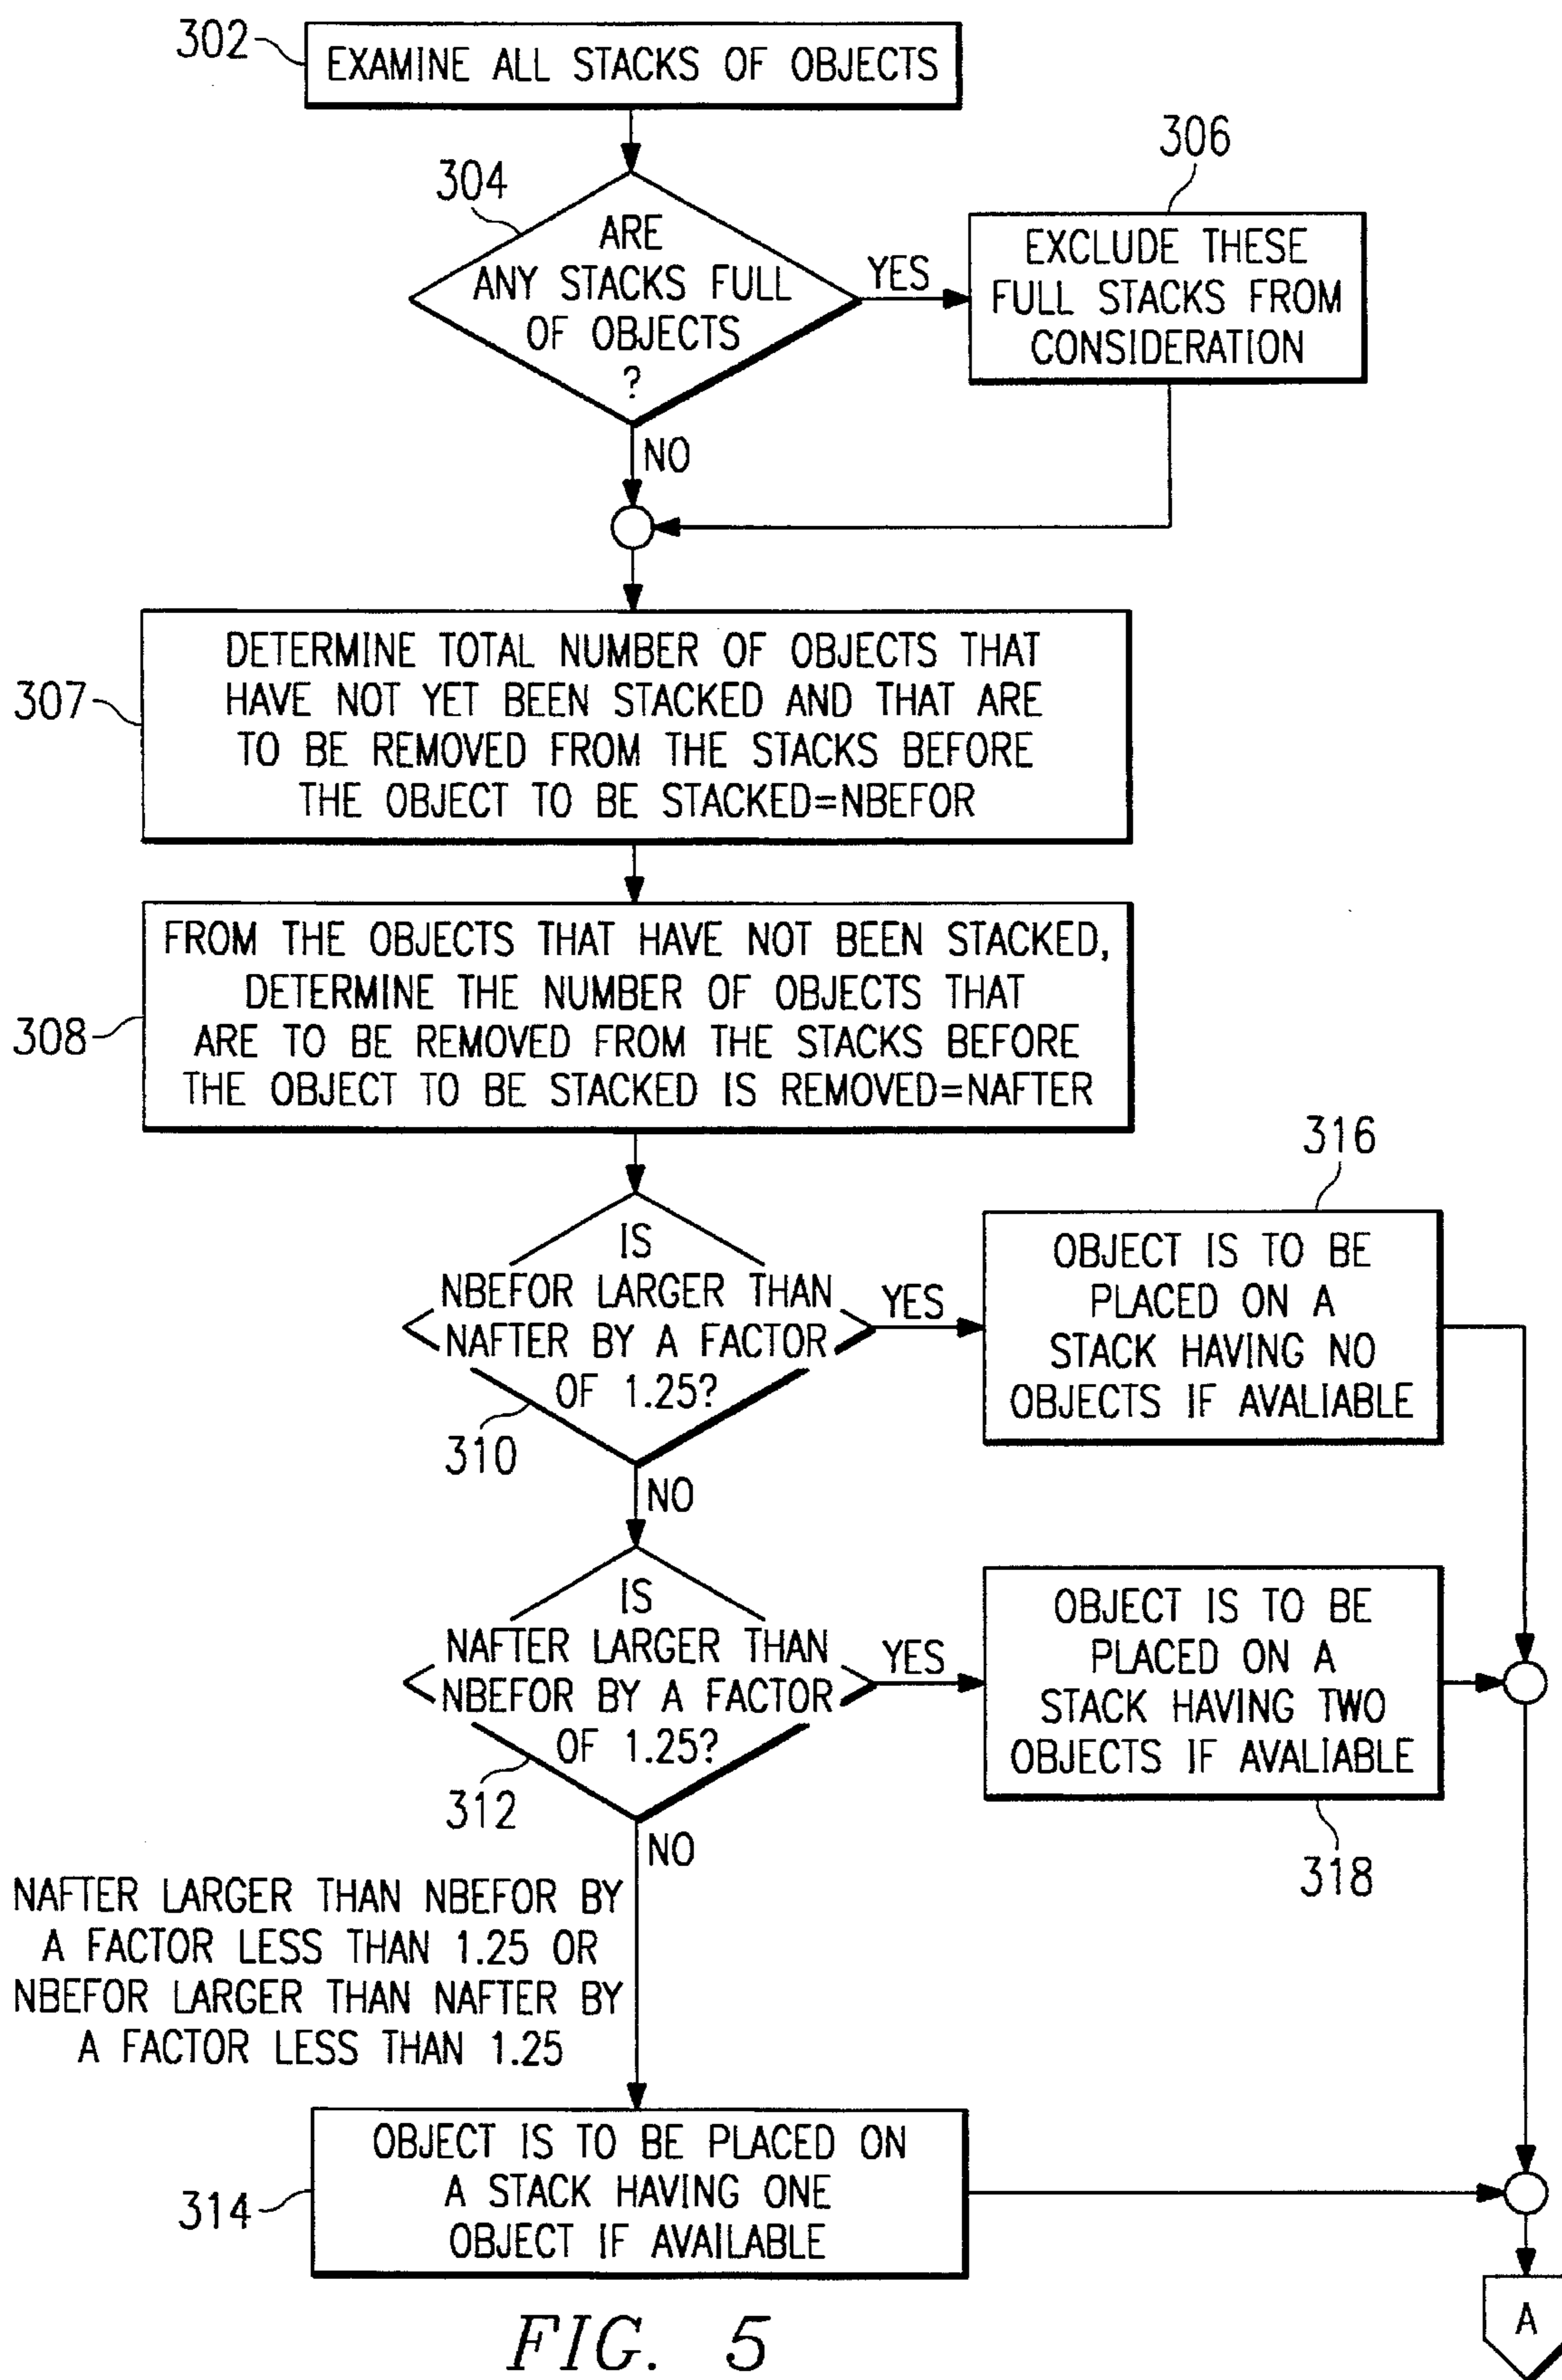 302
EXAMINE ALL STACKS OF OBJECTS
304
ARE
ANY STACKS FULL
OF OBJECTS
?
YES
306
EXCLUDE THESE
FULL STACKS FROM
CONSIDERATION
NO
307
DETERMINE TOTAL NUMBER OF OBJECTS THAT
HAVE NOT YET BEEN STACKED AND THAT ARE
TO BE REMOVED FROM THE STACKS BEFORE
THE OBJECT TO BE STACKED=NBEFOR
308
FROM THE OBJECTS THAT HAVE NOT BEEN STACKED,
DETERMINE THE NUMBER OF OBJECTS THAT
ARE TO BE REMOVED FROM THE STACKS BEFORE
THE OBJECT TO BE STACKED IS REMOVED=NAFTER
IS
NBEFOR LARGER THAN
NAFTER BY A FACTOR
OF 1.25?
310
YES
316
OBJECT IS TO BE
PLACED ON A
STACK HAVING NO
OBJECTS IF AVALIABLE
NO
IS
NAFTER LARGER THAN
NBEFOR BY A FACTOR
OF 1.25?
312
YES
OBJECT IS TO BE
PLACED ON A
STACK HAVING TWO
OBJECTS IF AVALIABLE
318
NO
NAFTER LARGER THAN NBEFOR BY
A FACTOR LESS THAN 1.25 OR
NBEFOR LARGER THAN NAFTER BY
A FACTOR LESS THAN 1.25
314
OBJECT IS TO BE PLACED ON
A STACK HAVING ONE
OBJECT IF AVAILABLE
A
FIG. 5